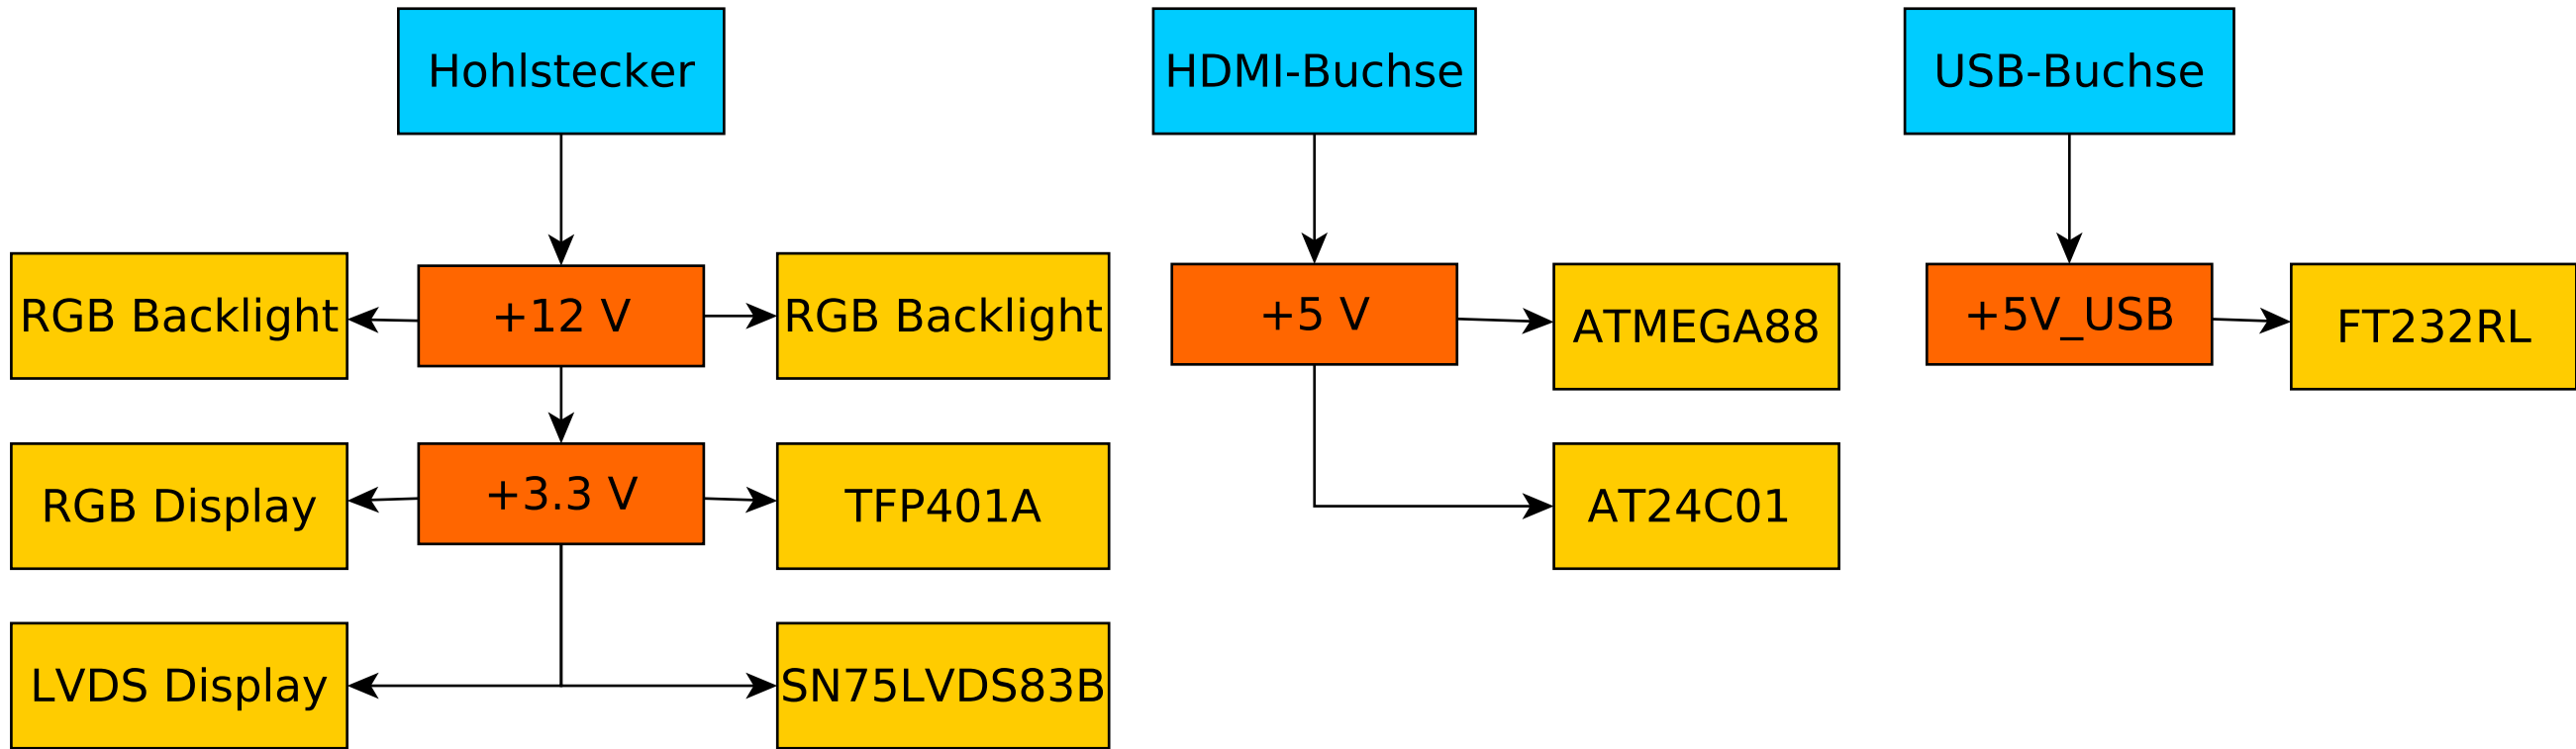 Hohlstecker
HDMI-Buchse
USB-Buchse
RGB Backlight
+12 V
RGB Backlight
+5 V
ATMEGA88
+5V_USB
FT232RL
RGB Display
+3.3 V
TFP401A
AT24C01
LVDS Display
SN75LVDS83B